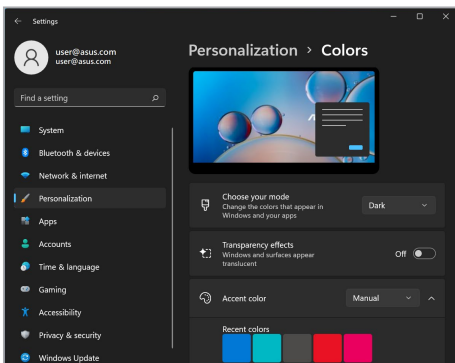 Settings
user@asus.com
user@asus.com
Find a setting
System
Bluetooth & devices
Network & internet
Personalization
Apps
Accounts
Time & language
Gaming
Accessibility
Privacy & security
Windows Update
Personalization > Colors
Choose your mode
Change the colors that appear in
Windows and your apps
Dark
Transparency effects
Windows and surfaces appear
translucent
Off
Accent color
Manual
Recent colors